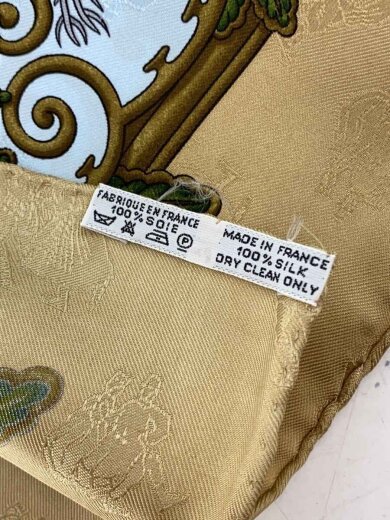 FABRIQUE EN FRANCE
100% SOIE
P
MADE IN FRANCE
100% SILK
DRY CLEAN ONLY